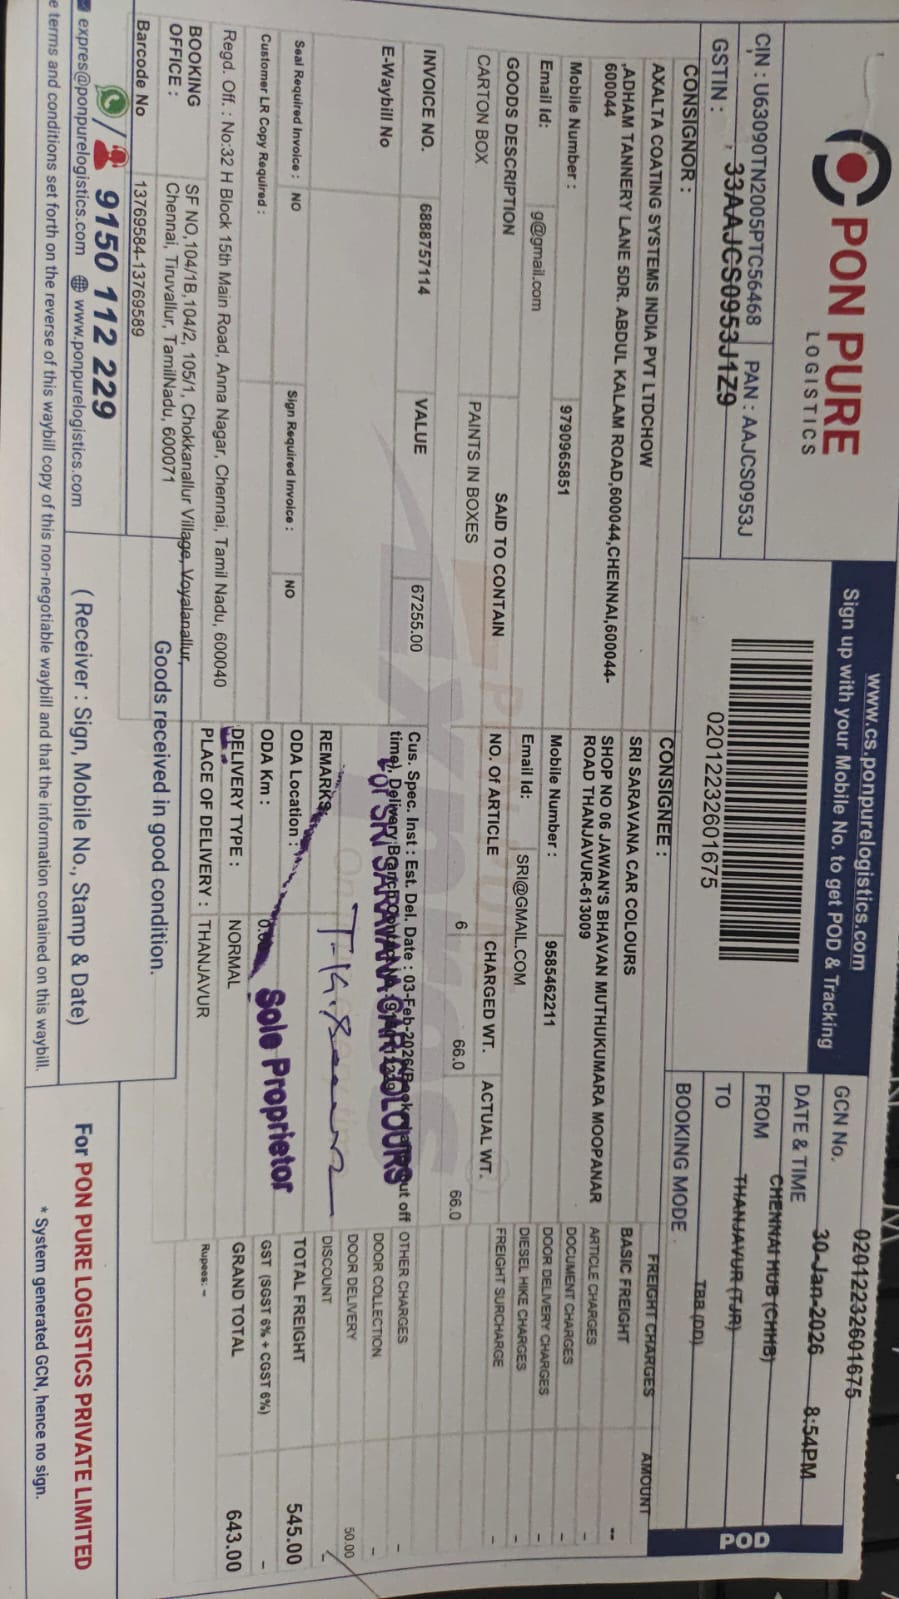 PON PURE
LOGISTICS
CIN : U63090TN2005PTC56468 PAN : AAJCS0953J
GSTIN : 33AAJCS0953J1Z9
www.cs.ponpurelogistics.com
Sign up with your Mobile No. to get POD & Tracking
02012232601675
GCN No. 02012232601675
DATE & TIME 30-Jan-2026 8:54PM
FROM CHENNAI HUB (CHHB)
TO THANJAVUR (TJR)
BOOKING MODE TBB (DD)
POD
CONSIGNOR :
AXALTA COATING SYSTEMS INDIA PVT LTDCHOW
,ADHAM TANNERY LANE 5DR. ABDUL KALAM ROAD,600044,CHENNAI,600044-
600044
Mobile Number : 9790965851
Email Id: g@gmail.com
CONSIGNEE :
SRI SARAVANA CAR COLOURS
SHOP NO 06 JAWAN'S BHAVAN MUTHUKUMARA MOOPANAR
ROAD THANJAVUR-613009
Mobile Number : 9585462211
Email Id: SRI@GMAIL.COM
FREIGHT CHARGES AMOUNT
BASIC FREIGHT --
ARTICLE CHARGES -
DOCUMENT CHARGES -
DOOR DELIVERY CHARGES -
DIESEL HIKE CHARGES -
FREIGHT SURCHARGE -
GOODS DESCRIPTION SAID TO CONTAIN NO. OF ARTICLE CHARGED WT. ACTUAL WT.
CARTON BOX PAINTS IN BOXES 6 66.0 66.0
INVOICE NO. 6888757114 VALUE 67255.00
E-Waybill No
Cus. Spec. Inst : Est. Del. Date : 03-Feb-2026
For SRI SARAVANA CAR COLOURS
Sole Proprietor
OTHER CHARGES -
DOOR COLLECTION -
DOOR DELIVERY 50.00
DISCOUNT -
TOTAL FREIGHT 545.00
GST (SGST 6% + CGST 6%) -
GRAND TOTAL 643.00
Rupees: –
Seal Required Invoice : NO Sign Required Invoice : NO
Customer LR Copy Required :
REMARKS
ODA Location :
ODA Km :
DELIVERY TYPE : NORMAL
PLACE OF DELIVERY : THANJAVUR
Regd. Off. : No:32 H Block 15th Main Road, Anna Nagar, Chennai, Tamil Nadu, 600040
BOOKING OFFICE : SF NO,104/1B,104/2, 105/1, Chokkanallur Village, Voyalanallur,
Chennai, Tiruvallur, TamilNadu, 600071
Barcode No 13769584-13769589
Goods received in good condition.
( Receiver : Sign, Mobile No., Stamp & Date)
9150 112 229
expres@ponpurelogistics.com www.ponpurelogistics.com
terms and conditions set forth on the reverse of this waybill copy of this non-negotiable waybill and that the information contained on this waybill.
For PON PURE LOGISTICS PRIVATE LIMITED
* System generated GCN, hence no sign.